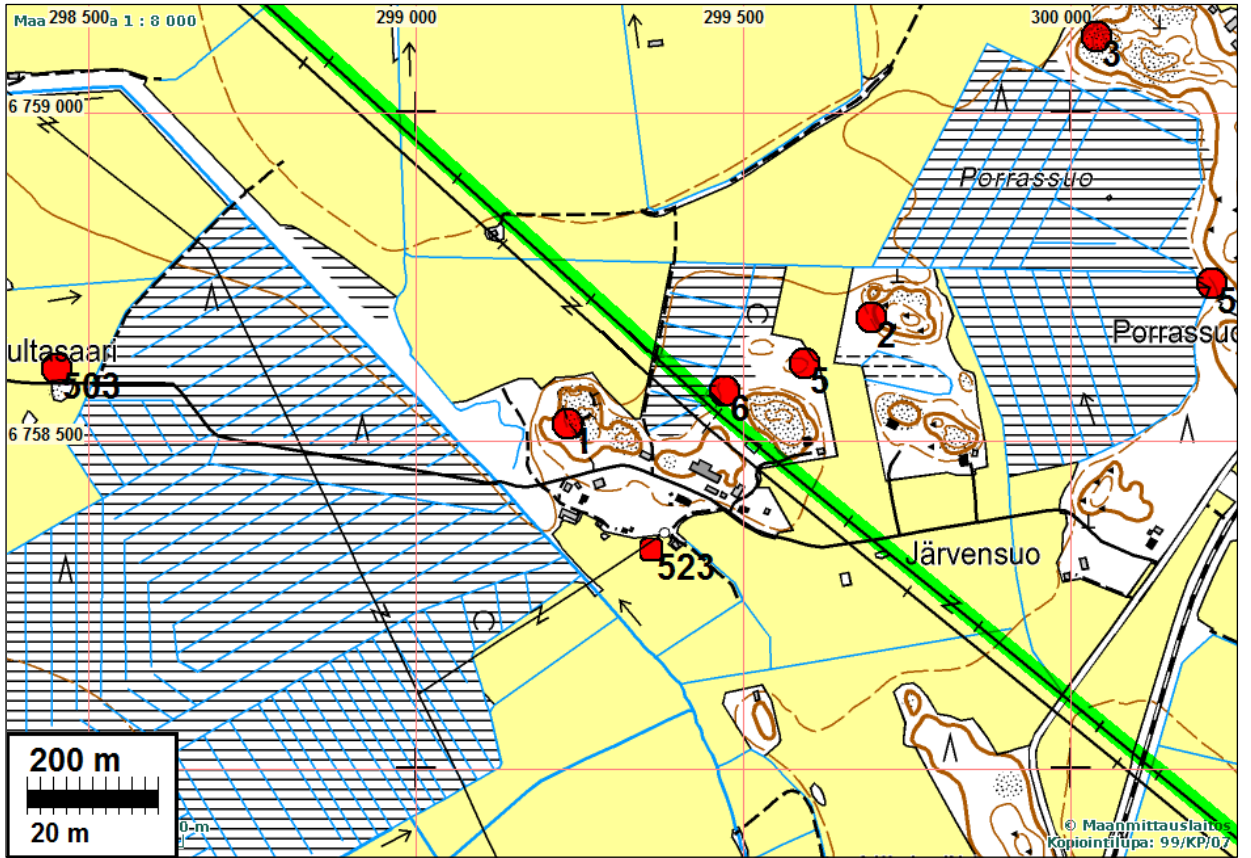 Maa a 1 : 8 000
298 500
299 000
299 500
300 000
3
6 759 000
Porrassuo
5
2
Porrassuo
ultasaari
503
5
6
1
6 758 500
523
Järvensuo
200 m
20 m
© Maanmittauslaitos
Kopiointilupa: 99/KP/07